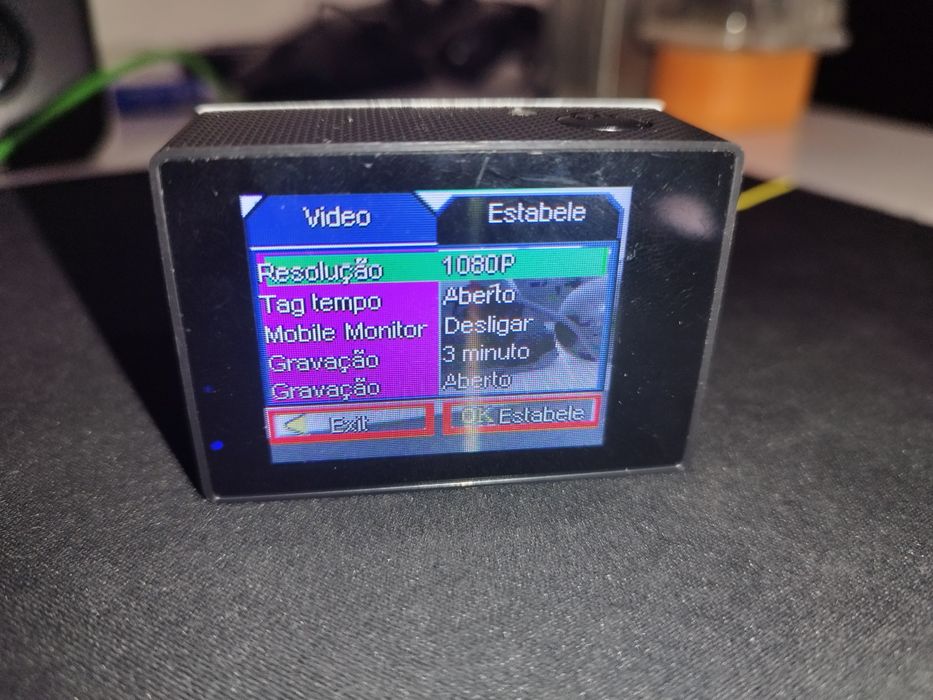 Video Estabele
Resolução 1080P
Tag tempo Aberto
Mobile Monitor Desligar
Gravação 3 minuto
Gravação Aberto
Exit OK Estabele